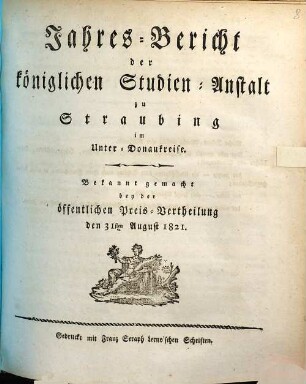 Jahres-Bericht
der
königlichen Studien-Anstalt
zu
Straubing
im
Unter-Donaukreise.
Bekannt gemacht
bey der
öffentlichen Preis-Vertheilung
den 31sten August 1821.
Gedruckt mit Franz Seraph Lerno'schen Schriften.